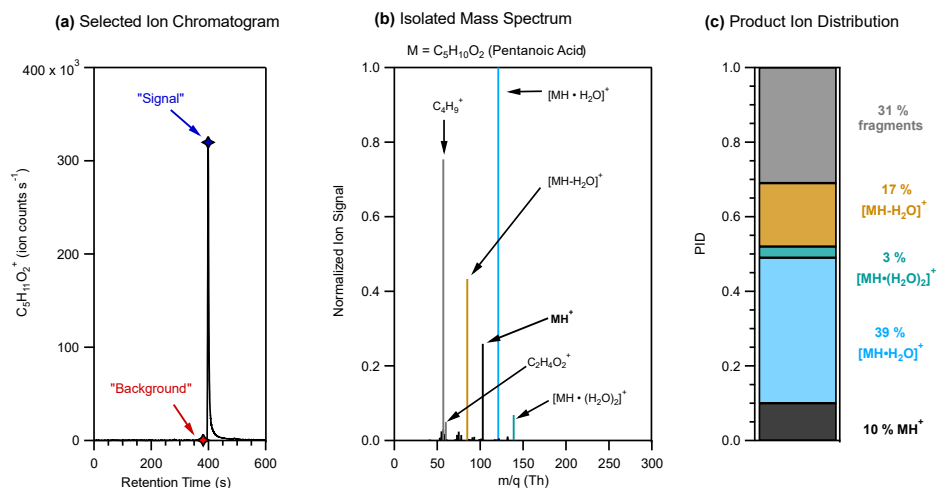 (a) Selected Ion Chromatogram
400 x 10³
300
200
100
0
C₅H₁₁O₂⁺ (ion counts s⁻¹)
"Signal"
"Background"
0 200 400 600
Retention Time (s)
(b) Isolated Mass Spectrum
M = C₅H₁₀O₂ (Pentanoic Acid)
1.0
0.8
0.6
0.4
0.2
0.0
Normalized Ion Signal
C₄H₉⁺
[MH • H₂O]⁺
[MH-H₂O]⁺
MH⁺
C₂H₄O₂⁺
[MH • (H₂O)₂]⁺
0 50 100 150 200 250 300
m/q (Th)
(c) Product Ion Distribution
1.0
0.8
0.6
0.4
0.2
0.0
PID
31 %
fragments
17 %
[MH-H₂O]⁺
3 %
[MH•(H₂O)₂]⁺
39 %
[MH•H₂O]⁺
10 % MH⁺